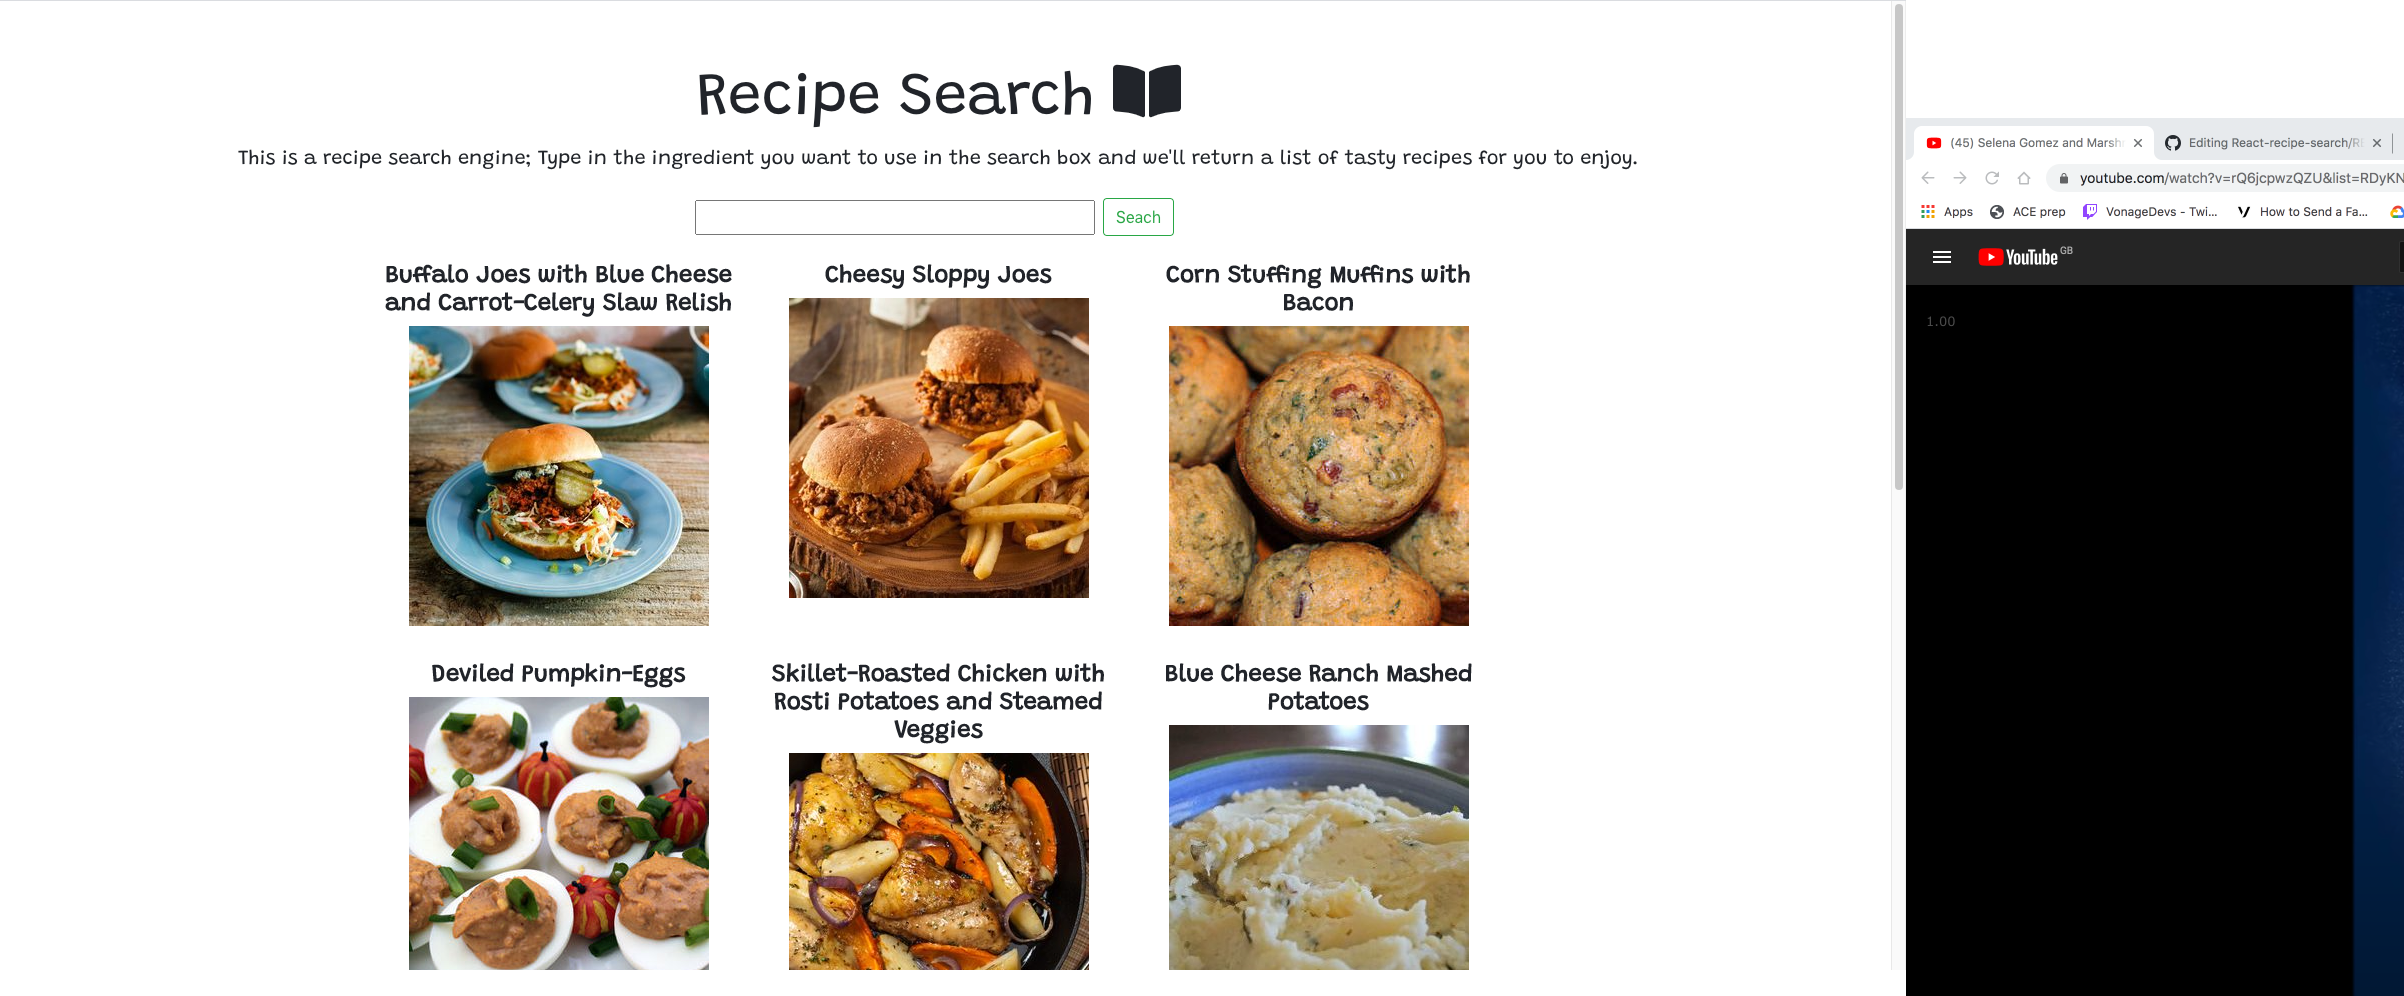 Recipe Search
This is a recipe search engine; Type in the ingredient you want to use in the search box and we'll return a list of tasty recipes for you to enjoy.
Seach
Buffalo Joes with Blue Cheese
and Carrot-Celery Slaw Relish
Cheesy Sloppy Joes
Corn Stuffing Muffins with
Bacon
Deviled Pumpkin-Eggs
Skillet-Roasted Chicken with
Rosti Potatoes and Steamed
Veggies
Blue Cheese Ranch Mashed
Potatoes
(45) Selena Gomez and Marsh
Editing React-recipe-search/R
youtube.com/watch?v=rQ6jcpwzQZU&list=RDyKN
Apps
ACE prep
VonageDevs - Twi...
How to Send a Fa...
YouTube GB
1.00